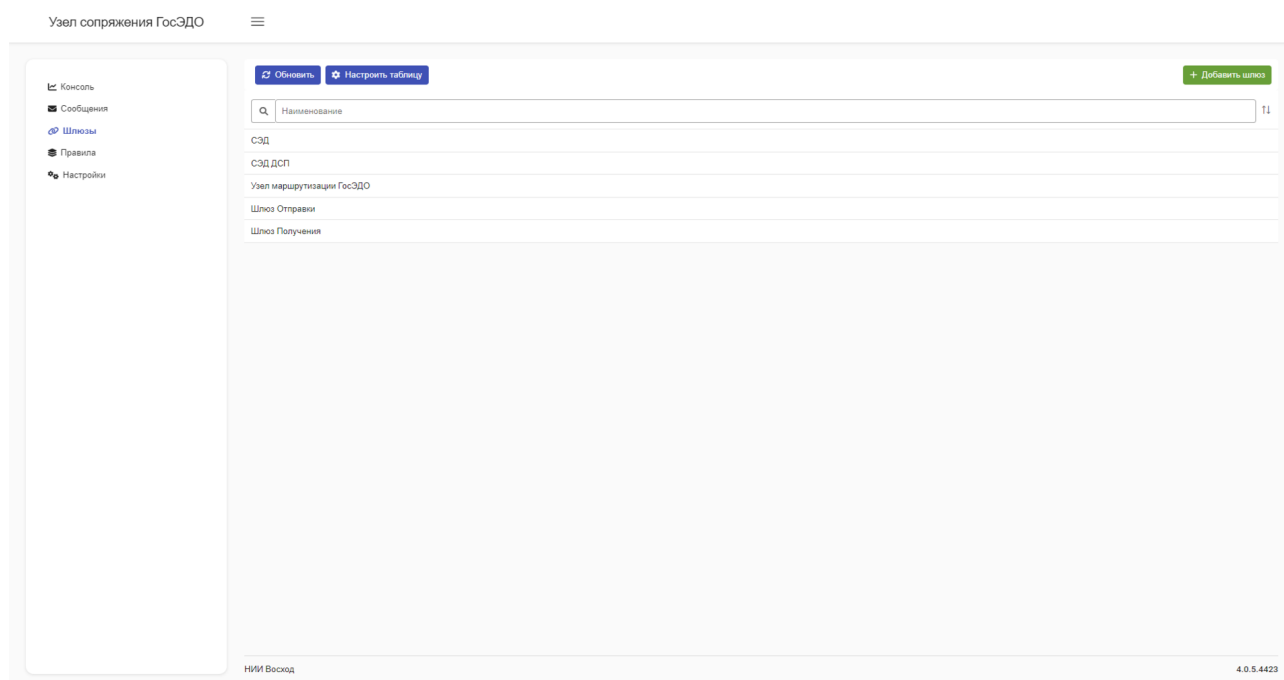 Узел сопряжения ГосЭДО
Консоль
Сообщения
Шлюзы
Правила
Настройки
Обновить Настроить таблицу + Добавить шлюз
Наименование
СЭД
СЭД ДСП
Узел маршрутизации ГосЭДО
Шлюз Отправки
Шлюз Получения
НИИ Восход 4.0.5.4423